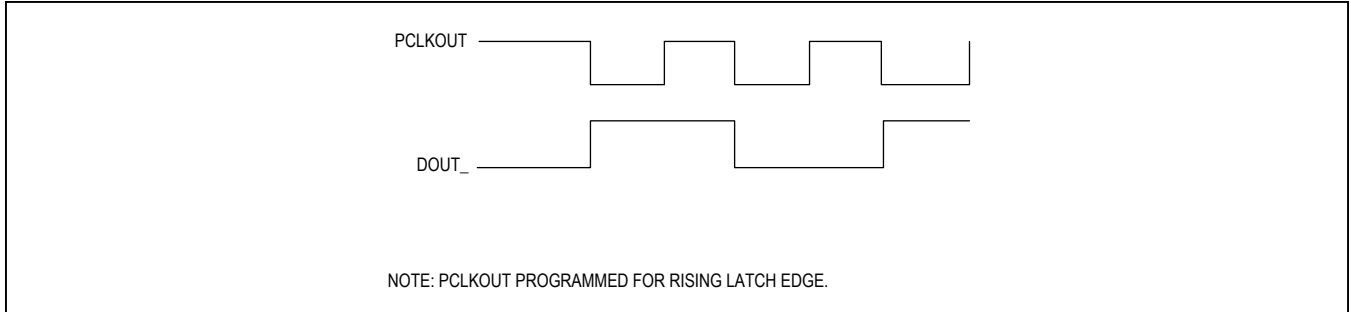 PCLKOUT
DOUT_
NOTE: PCLKOUT PROGRAMMED FOR RISING LATCH EDGE.